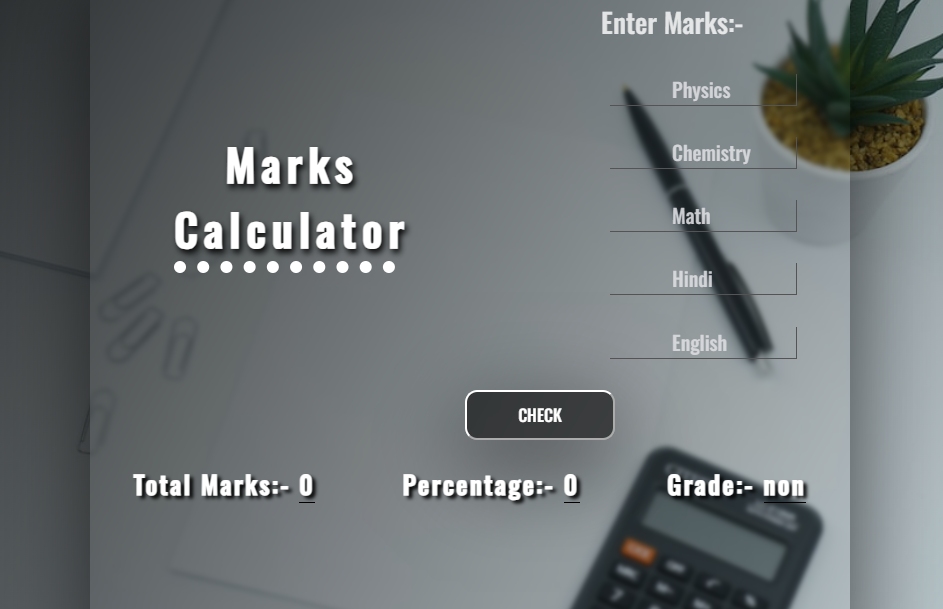 Enter Marks:-
Physics
Chemistry
Math
Hindi
English
Marks
Calculator
CHECK
Total Marks:- 0
Percentage:- 0
Grade:- non